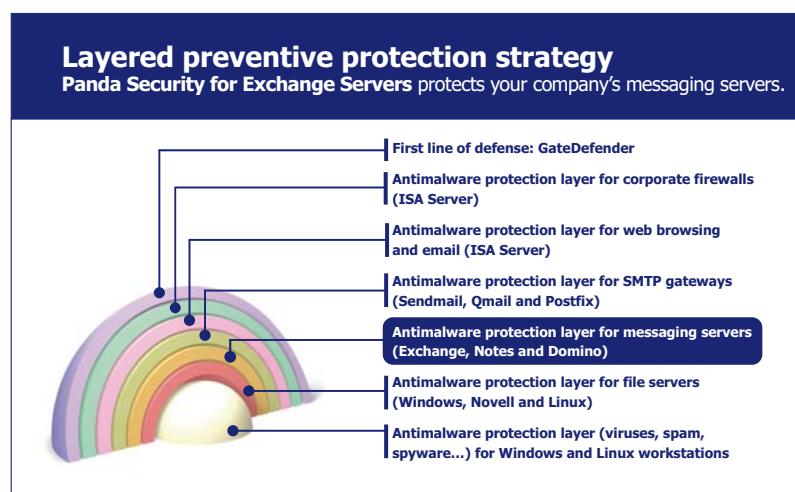 Layered preventive protection strategy
Panda Security for Exchange Servers protects your company's messaging servers.
First line of defense: GateDefender
Antimalware protection layer for corporate firewalls
(ISA Server)
Antimalware protection layer for web browsing
and email (ISA Server)
Antimalware protection layer for SMTP gateways
(Sendmail, Qmail and Postfix)
Antimalware protection layer for messaging servers
(Exchange, Notes and Domino)
Antimalware protection layer for file servers
(Windows, Novell and Linux)
Antimalware protection layer (viruses, spam,
spyware...) for Windows and Linux workstations